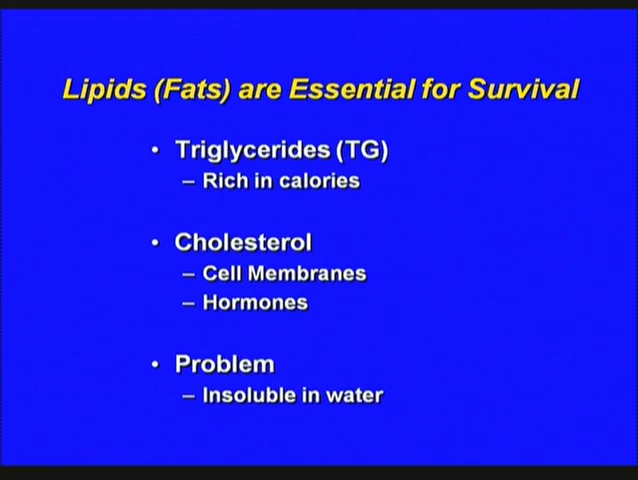 Lipids (Fats) are Essential for Survival
• Triglycerides (TG)
– Rich in calories
• Cholesterol
– Cell Membranes
– Hormones
• Problem
– Insoluble in water